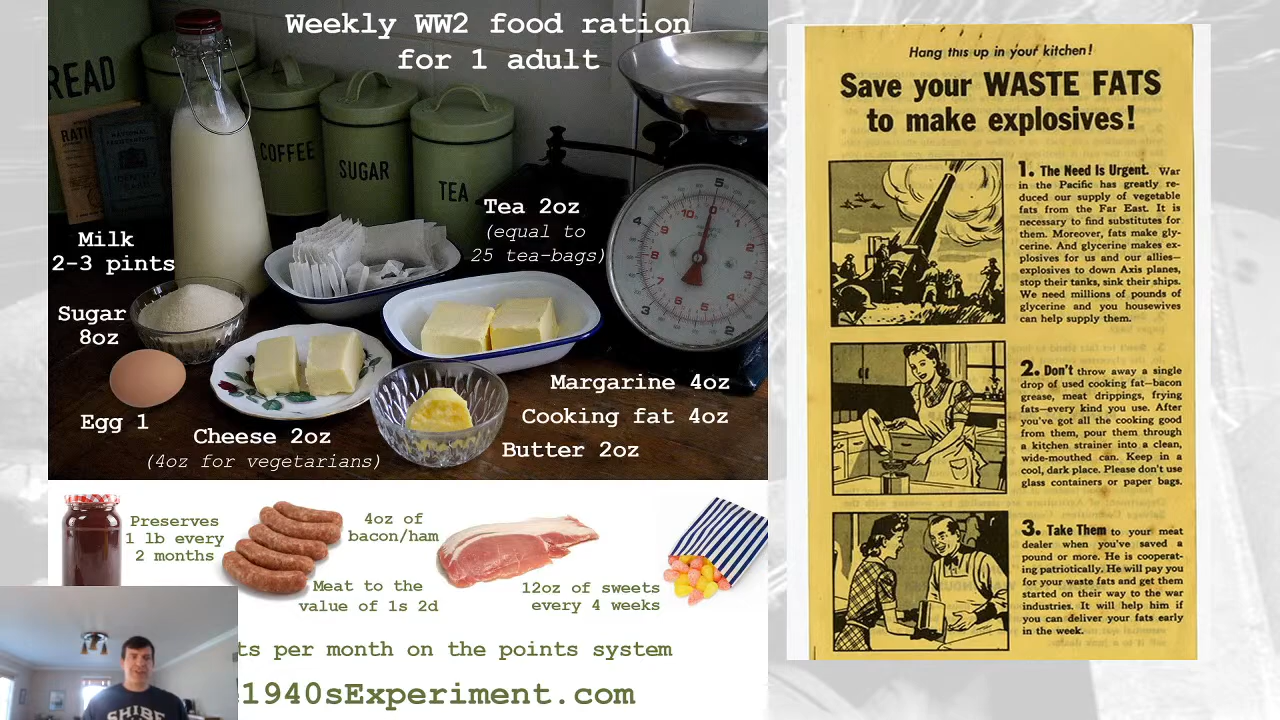 Weekly WW2 food ration
for 1 adult
BREAD
COFFEE
SUGAR
TEA
Milk
2-3 pints
Tea 2oz
(equal to
25 tea-bags)
Sugar
8oz
Egg 1
Cheese 2oz
(4oz for vegetarians)
Margarine 4oz
Cooking fat 4oz
Butter 2oz
Preserves
1 lb every
2 months
4oz of
bacon/ham
Meat to the
value of 1s 2d
12oz of sweets
every 4 weeks
ts per month on the points system
1940sExperiment.com
SHIBE
Hang this up in your kitchen!
Save your WASTE FATS
to make explosives!
1. The Need Is Urgent. War
in the Pacific has greatly re-
duced our supply of vegetable
fats from the Far East. It is
necessary to find substitutes for
them. Moreover, fats make gly-
cerine. And glycerine makes ex-
plosives for us and our allies—
explosives to down Axis planes,
stop their tanks, sink their ships.
We need millions of pounds of
glycerine and you housewives
can help supply them.
2. Don't throw away a single
drop of used cooking fat—bacon
grease, meat drippings, frying
fats—every kind you use. After
you've got all the cooking good
from them, pour them through
a kitchen strainer into a clean,
wide-mouthed can. Keep in a
cool, dark place. Please don't use
glass containers or paper bags.
3. Take Them to your meat
dealer when you've saved a
pound or more. He is cooperat-
ing patriotically. He will pay you
for your waste fats and get them
started on their way to the war
industries. It will help him if
you can deliver your fats early
in the week.